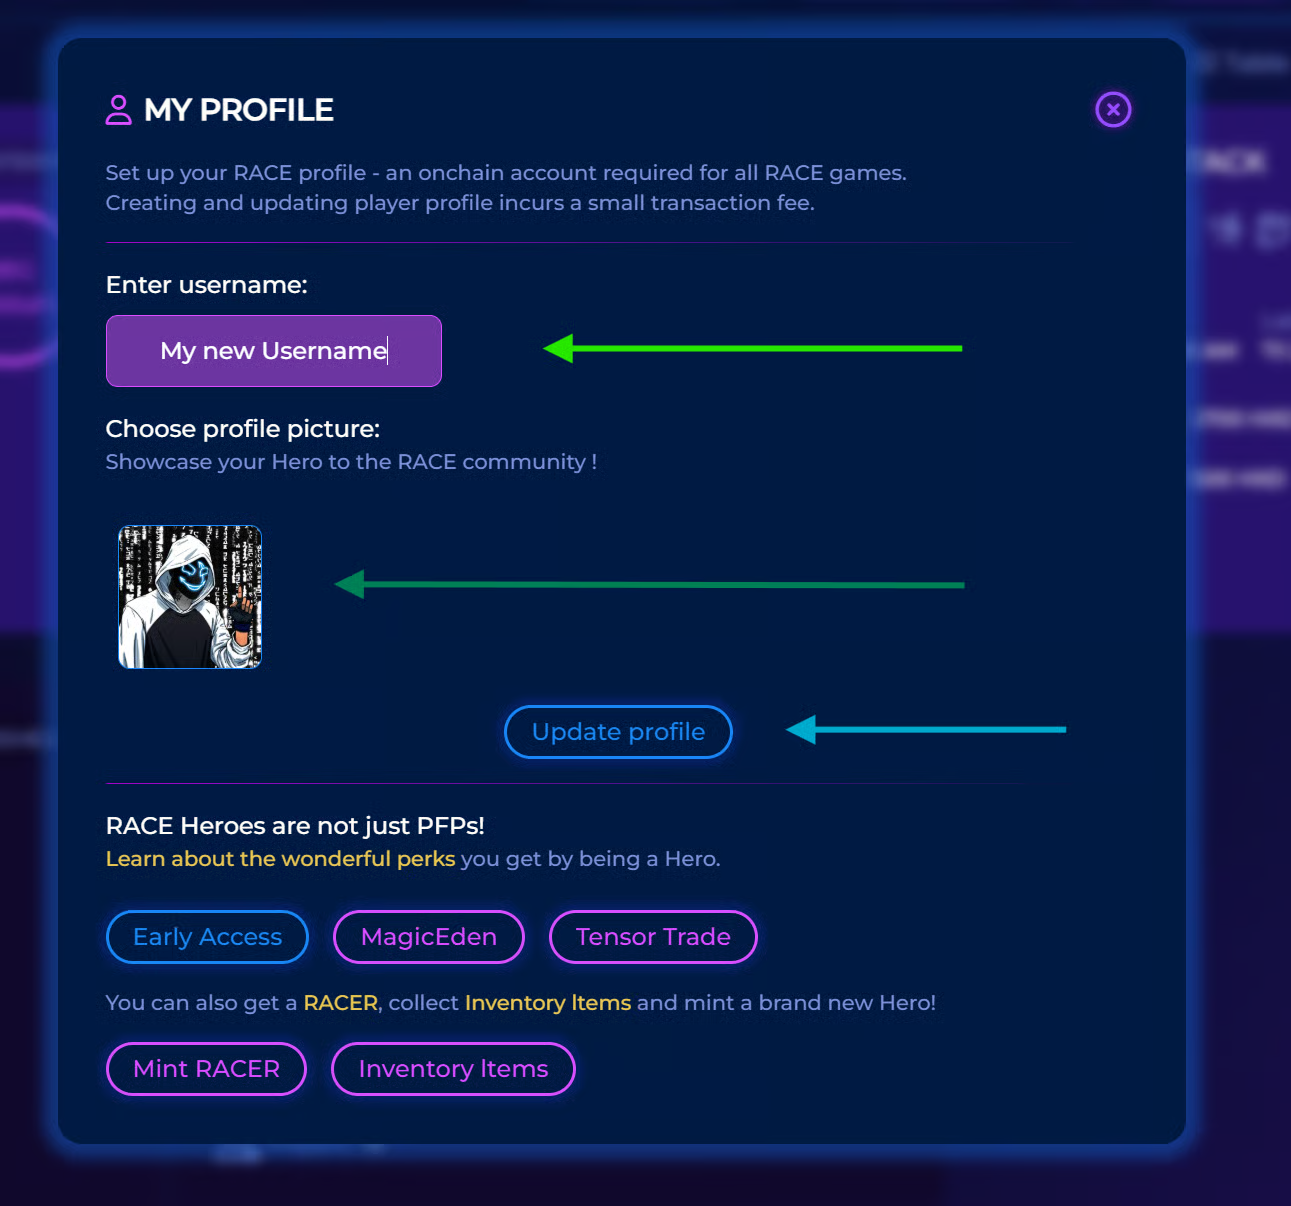 MY PROFILE
Set up your RACE profile - an onchain account required for all RACE games.
Creating and updating player profile incurs a small transaction fee.
Enter username:
My new Username
Choose profile picture:
Showcase your Hero to the RACE community !
Update profile
RACE Heroes are not just PFPs!
Learn about the wonderful perks you get by being a Hero.
Early Access MagicEden Tensor Trade
You can also get a RACER, collect Inventory Items and mint a brand new Hero!
Mint RACER Inventory Items